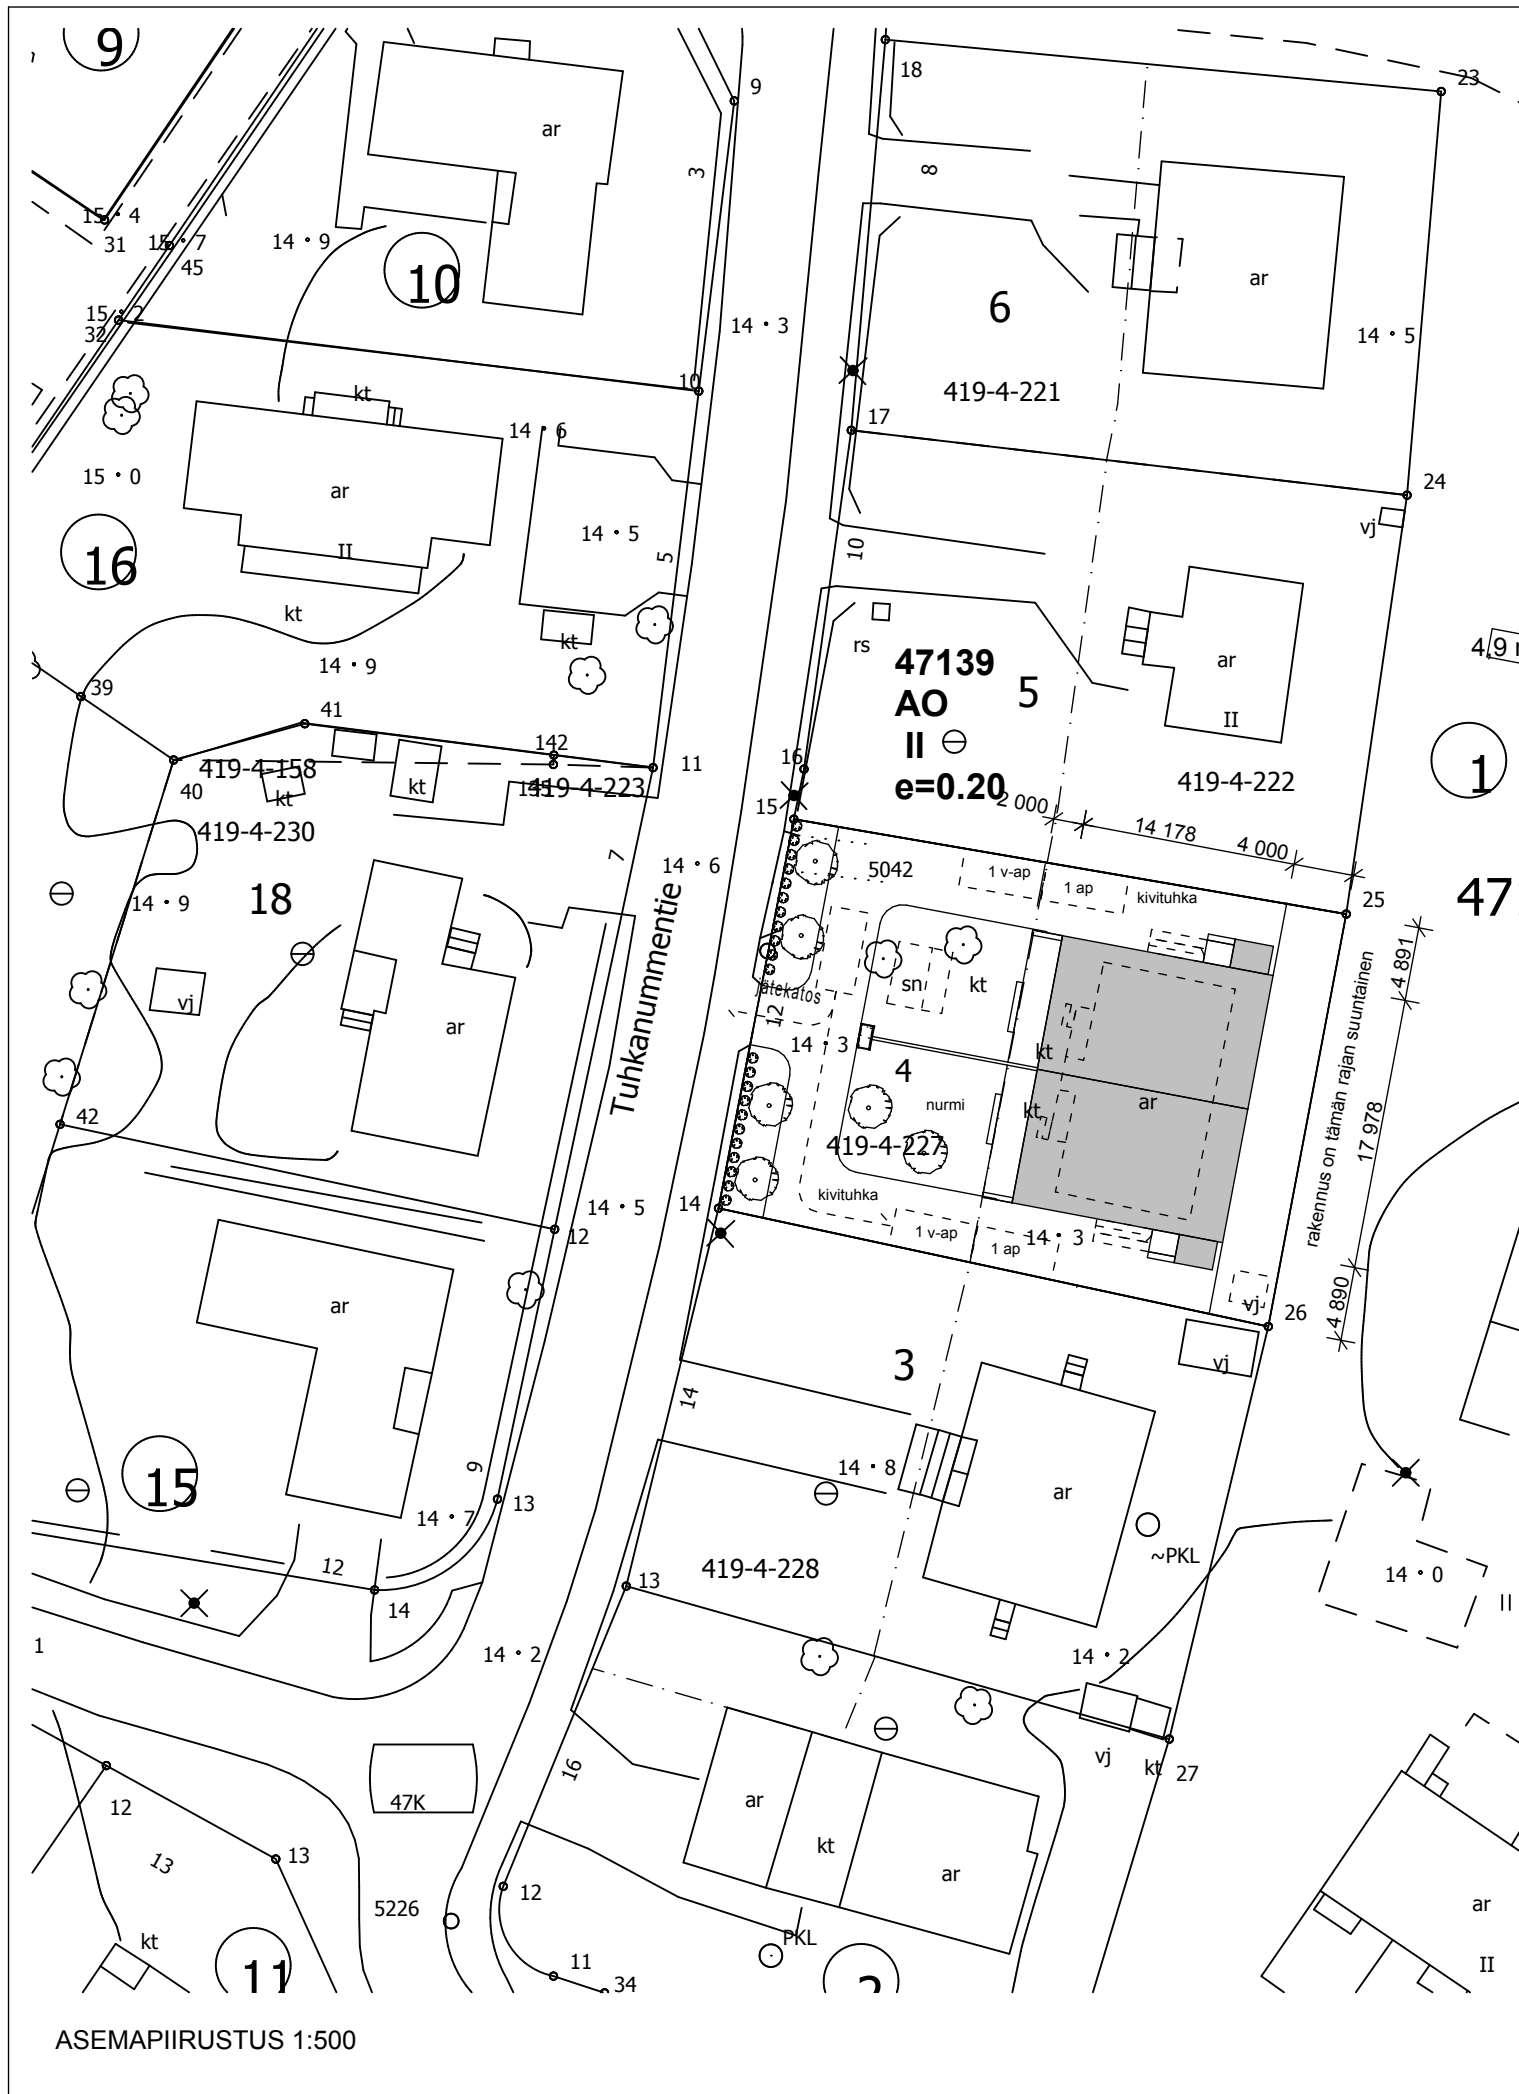 9
18
23
9
ar
3
8
15 4
31
15 7
45
14 9
10
ar
6
15 2
32
14 3
14 5
10
kt
419-4-221
17
14 6
15 0
ar
24
vj
14 5
II
5
10
16
kt
kt
rs
47139
5
ar
14 9
AO
39
41
II
II
142
16
11
419-4-158
419-4-222
1
40
kt
kt
419-4-223
e=0.20
15
2 000
419-4-230
14 178
4 000
7
14 6
5042
1 v-ap
1 ap
kivituhka
18
14 9
25
Tuhkanummentie
4 891
vj
sn
kt
jätekatos
12
ar
14 3
kt
4
rakennus on tämän rajan suuntainen
17 978
nurmi
kt
ar
42
419-4-227
kivituhka
14
14 5
12
1 v-ap
1 ap
14 3
4 890
vj
26
ar
3
vj
14
14 8
9
15
ar
13
14 7
~PKL
12
419-4-228
14 0
13
14
II
1
14 2
14 2
vj
kt
27
16
47K
12
ar
13
13
kt
ar
12
ar
5226
kt
PKL
11
11
II
34
2
ASEMAPIIRUSTUS 1:500